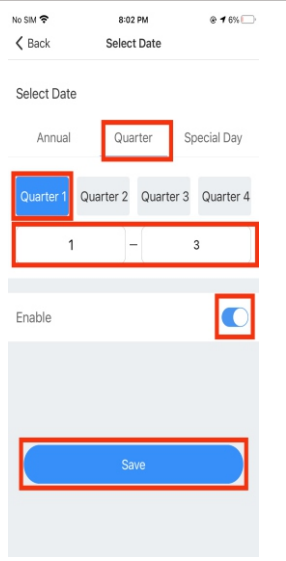 No SIM 8:02 PM 6%
Back Select Date
Select Date
Annual Quarter Special Day
Quarter 1 Quarter 2 Quarter 3 Quarter 4
1 – 3
Enable
Save